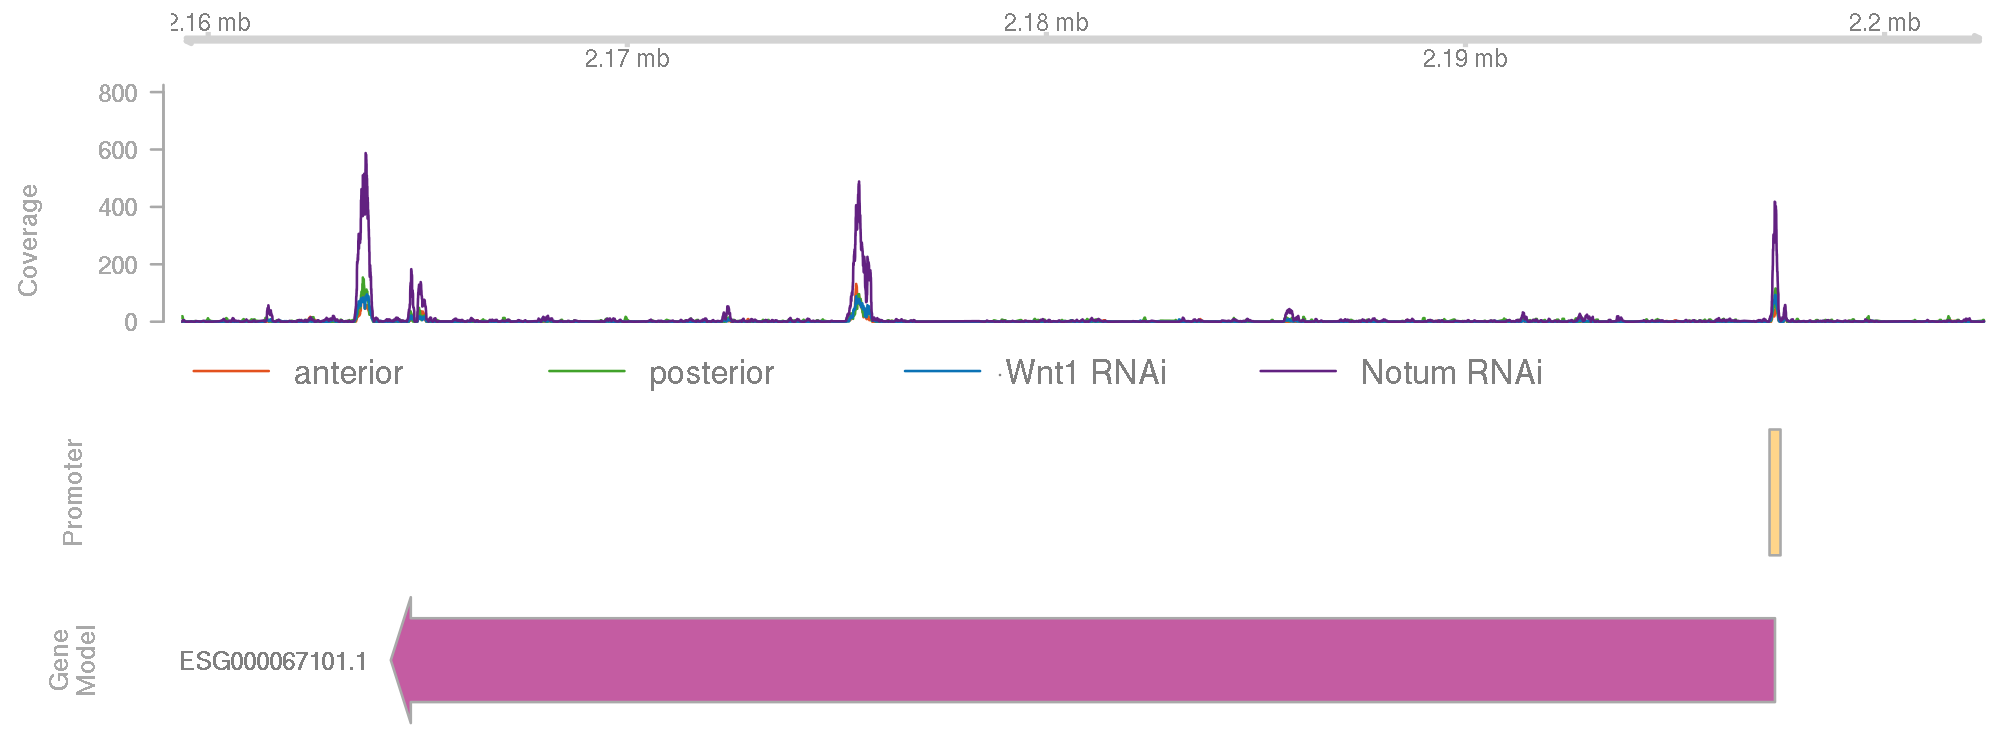 2.16 mb
2.18 mb
2.2 mb
2.17 mb
2.19 mb
800
600
400
200
0
Coverage
anterior posterior Wnt1 RNAi Notum RNAi
Promoter
Gene
Model
ESG000067101.1